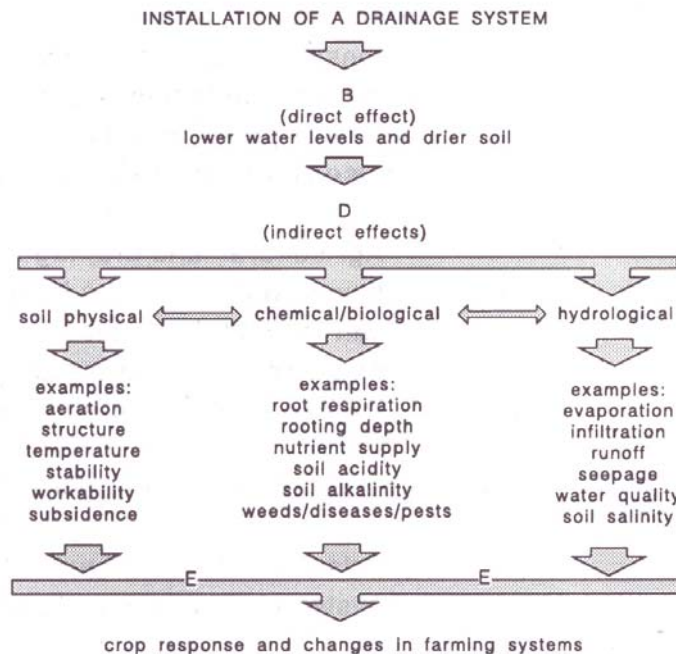 INSTALLATION OF A DRAINAGE SYSTEM
B
(direct effect)
lower water levels and drier soil
D
(indirect effects)
soil physical
chemical/biological
hydrological
examples:
aeration
structure
temperature
stability
workability
subsidence
examples:
root respiration
rooting depth
nutrient supply
soil acidity
soil alkalinity
weeds/diseases/pests
examples:
evaporation
infiltration
runoff
seepage
water quality
soil salinity
E
E
crop response and changes in farming systems